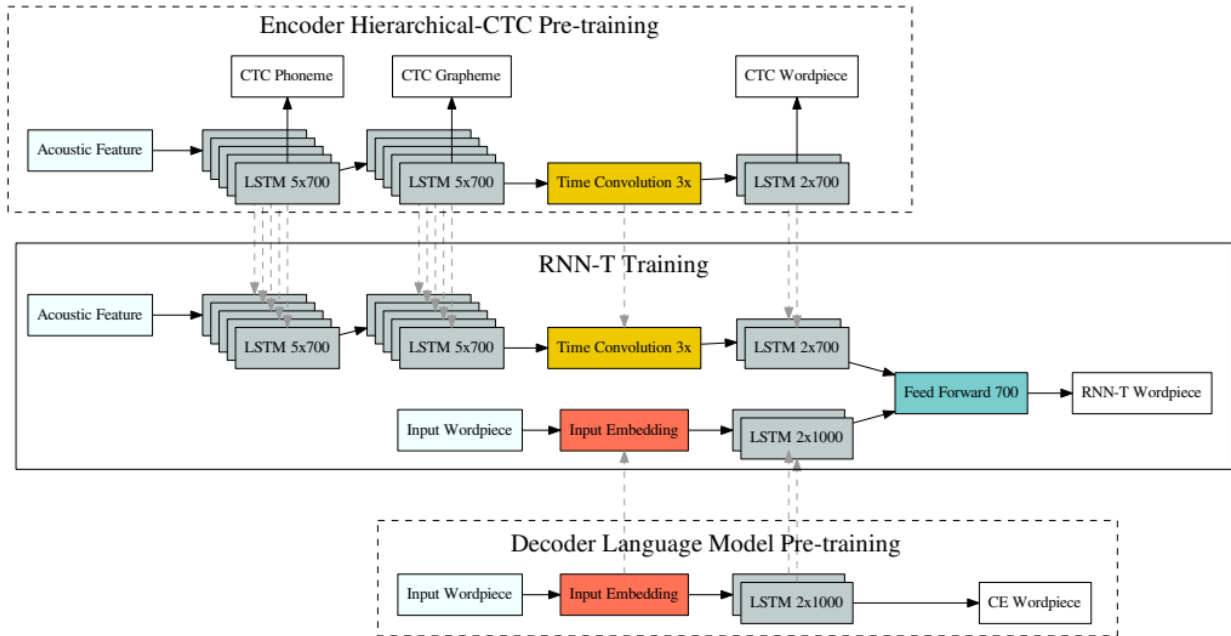 Encoder Hierarchical-CTC Pre-training
CTC Phoneme
CTC Grapheme
CTC Wordpiece
Acoustic Feature
LSTM 5x700
LSTM 5x700
Time Convolution 3x
LSTM 2x700
RNN-T Training
Acoustic Feature
LSTM 5x700
LSTM 5x700
Time Convolution 3x
LSTM 2x700
Feed Forward 700
RNN-T Wordpiece
Input Wordpiece
Input Embedding
LSTM 2x1000
Decoder Language Model Pre-training
Input Wordpiece
Input Embedding
LSTM 2x1000
CE Wordpiece